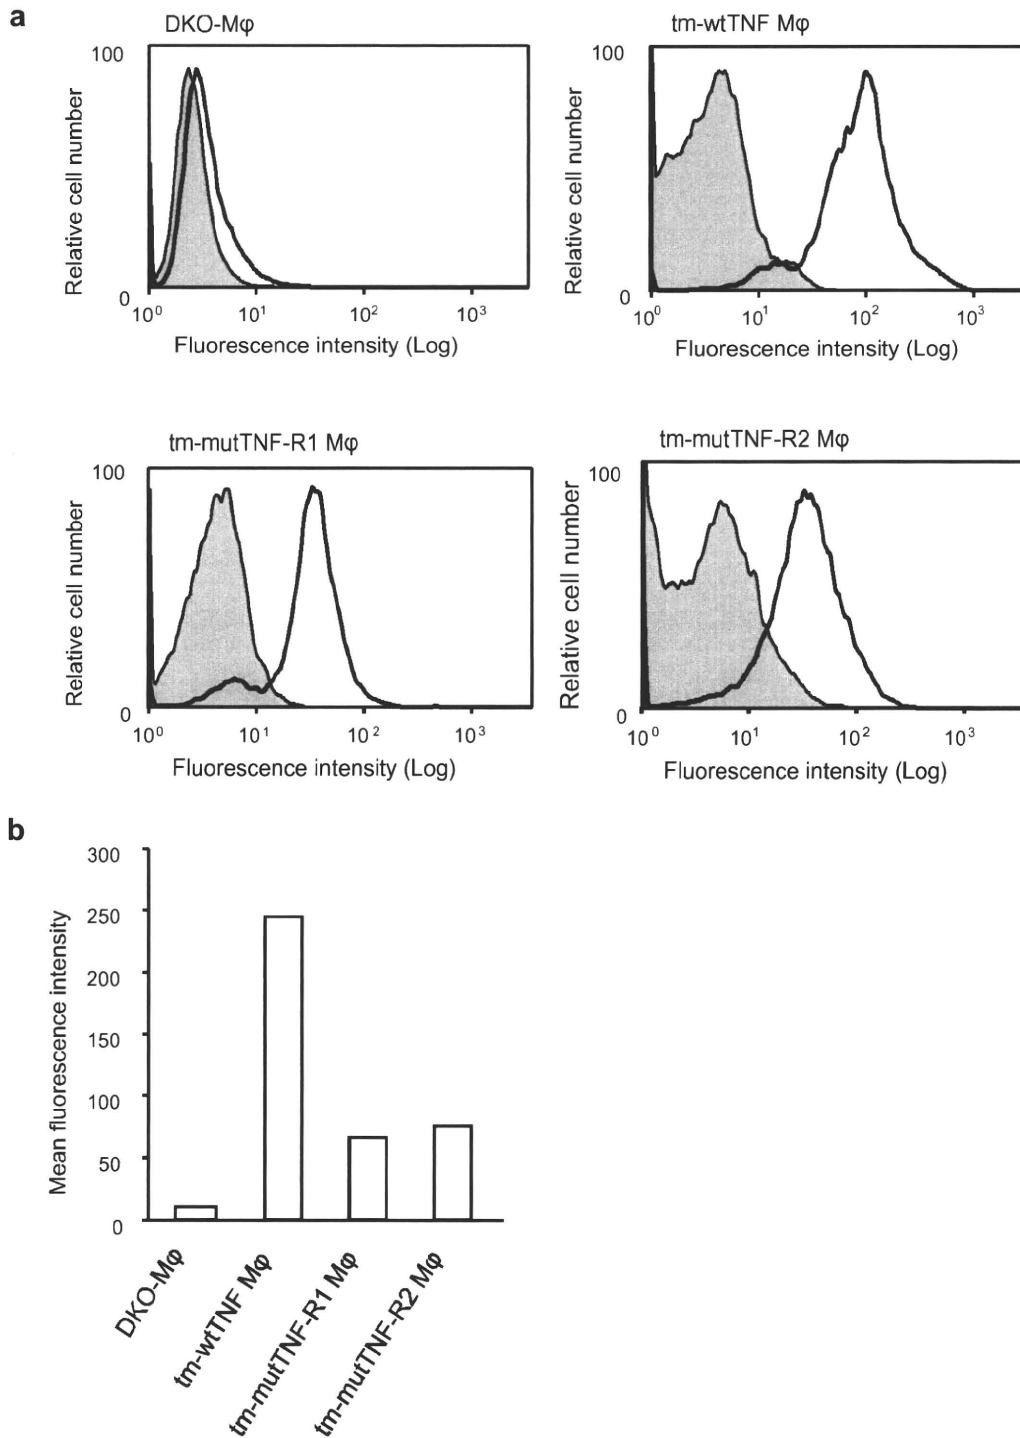 a
DKO-Mφ
100
Relative cell number
0
10⁰ 10¹ 10² 10³
Fluorescence intensity (Log)
tm-wtTNF Mφ
100
Relative cell number
0
10⁰ 10¹ 10² 10³
Fluorescence intensity (Log)
tm-mutTNF-R1 Mφ
100
Relative cell number
0
10⁰ 10¹ 10² 10³
Fluorescence intensity (Log)
tm-mutTNF-R2 Mφ
100
Relative cell number
0
10⁰ 10¹ 10² 10³
Fluorescence intensity (Log)
b
Mean fluorescence intensity
300
250
200
150
100
50
0
DKO-Mφ
tm-wtTNF Mφ
tm-mutTNF-R1 Mφ
tm-mutTNF-R2 Mφ